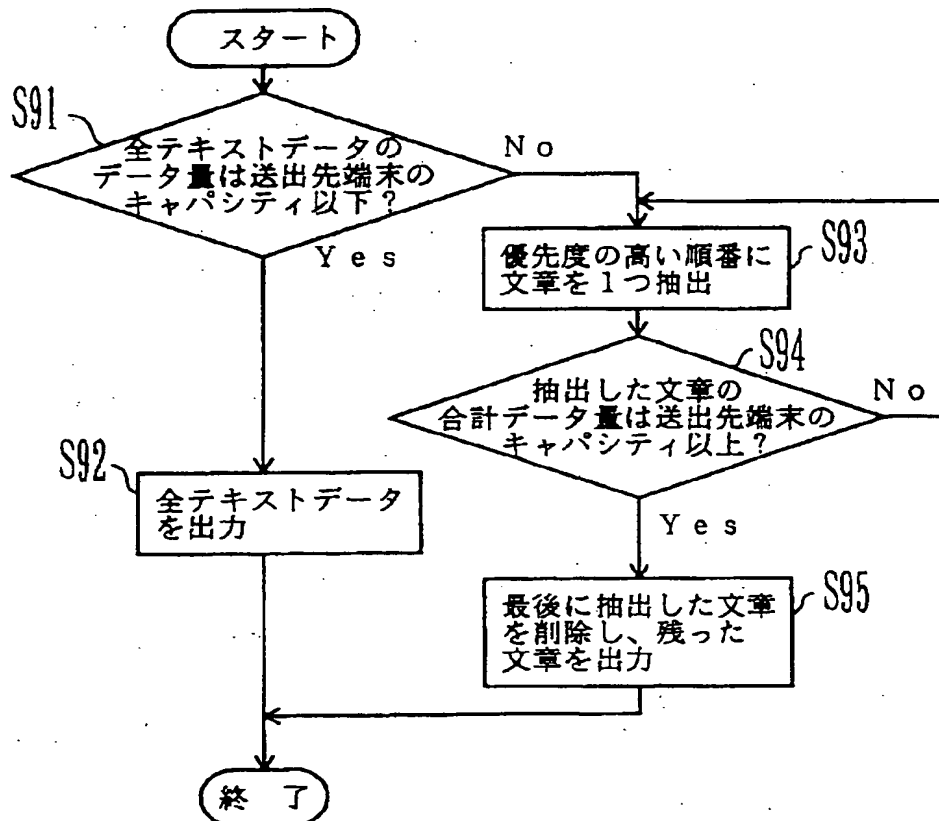 スタート
S91
全テキストデータの
データ量は送出先端末の
キャパシティ以下？
No
Yes
S93
優先度の高い順番に
文章を1つ抽出
S94
抽出した文章の
合計データ量は送出先端末の
キャパシティ以上？
No
Yes
S92
全テキストデータ
を出力
S95
最後に抽出した文章
を削除し、残った
文章を出力
終 了